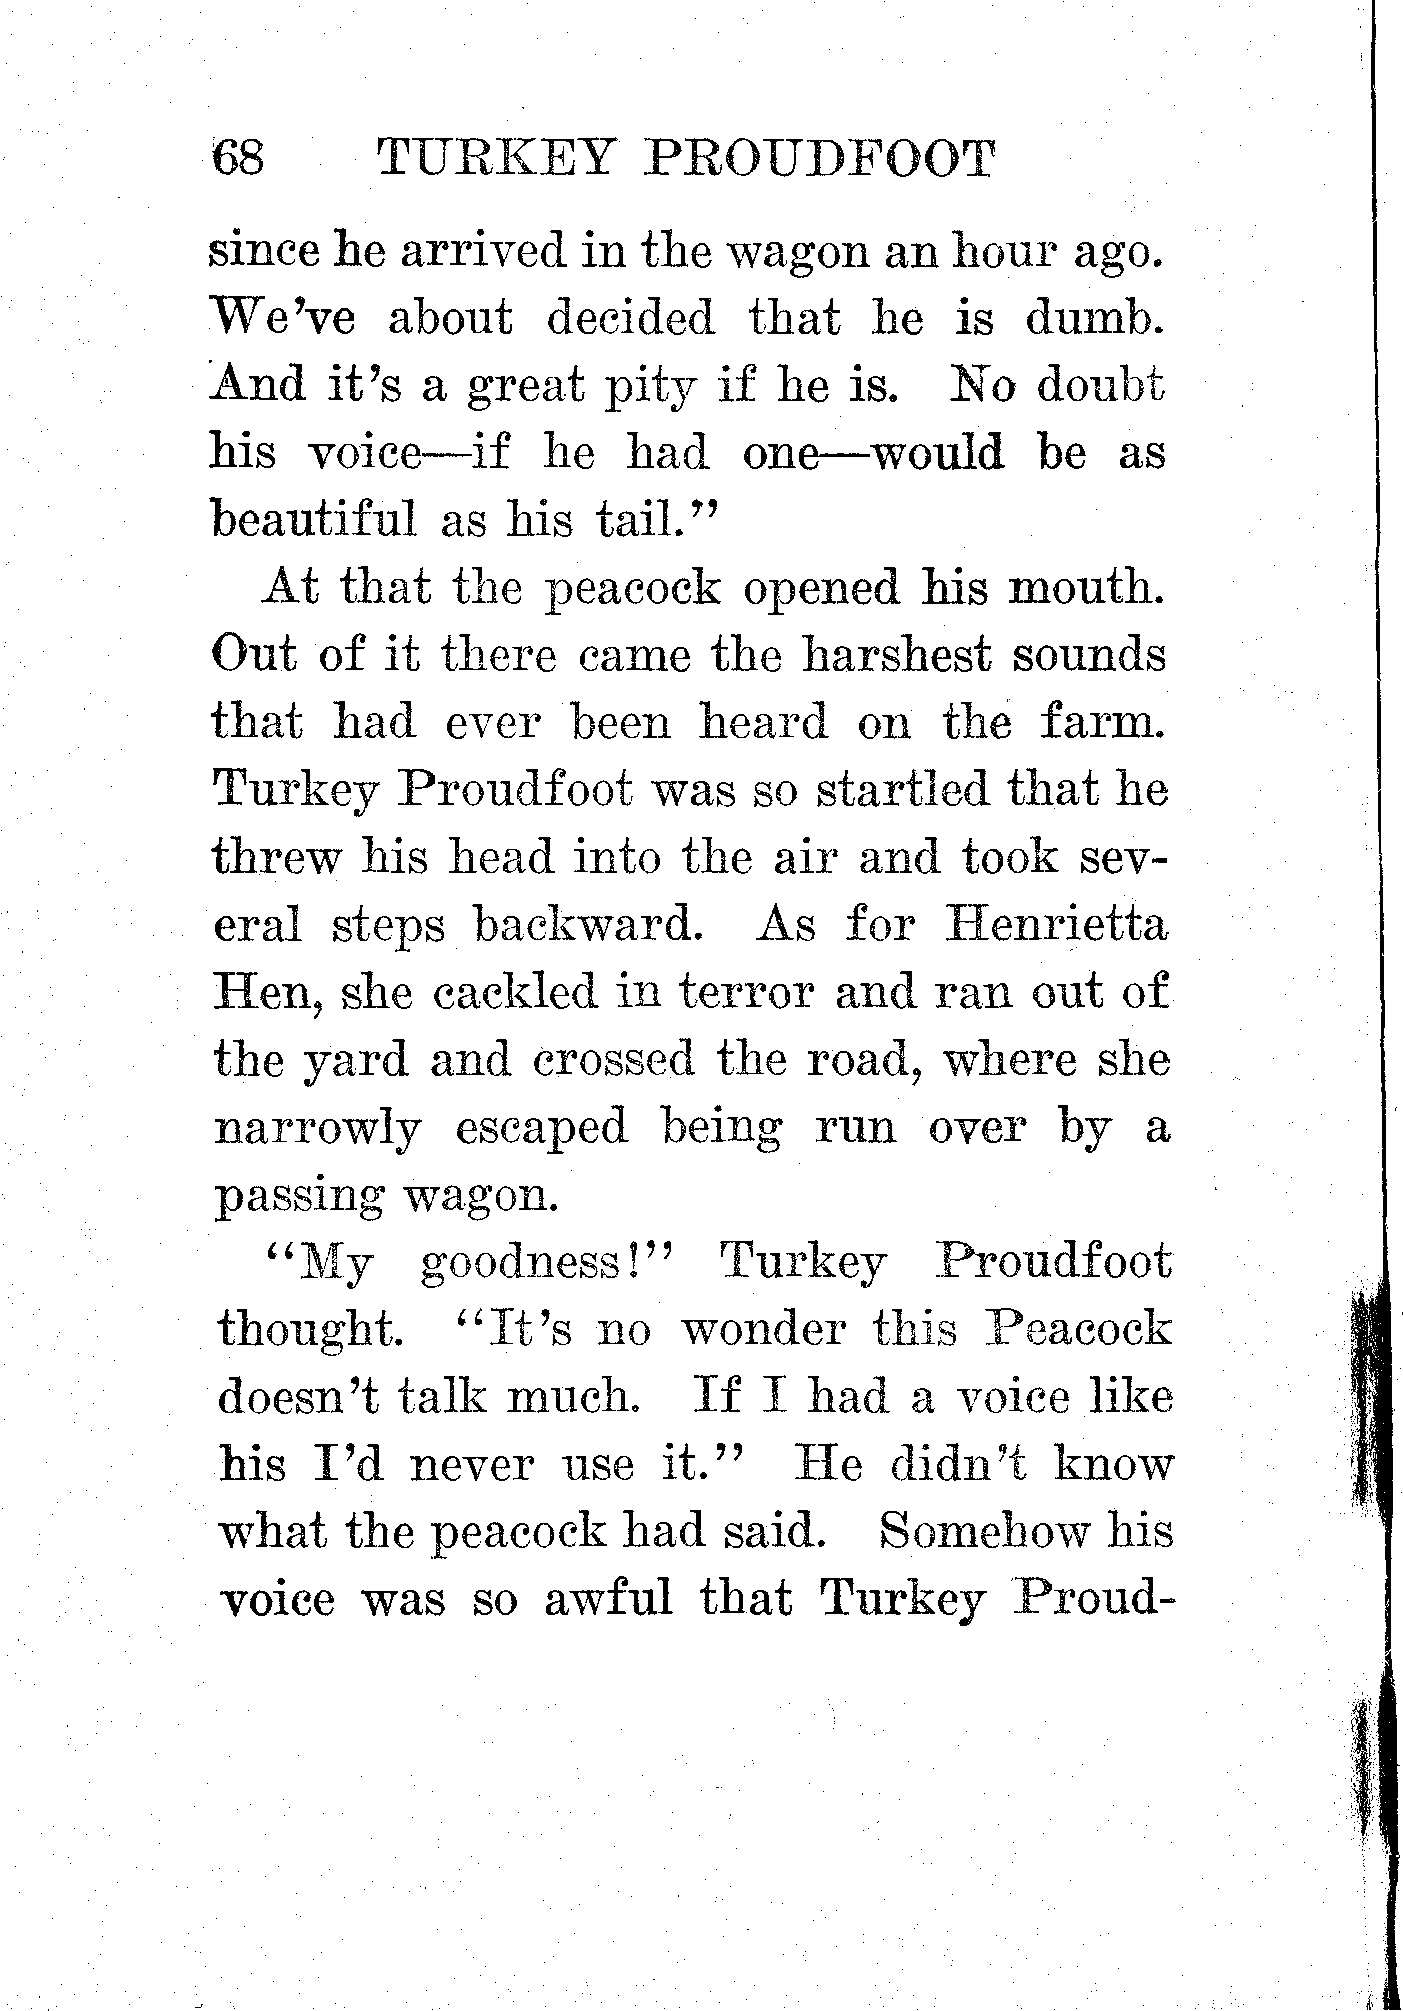 68 TURKEY PROUDFOOT
since he arrived in the wagon an hour ago.
We've about decided that he is dumb.
And it's a great pity if he is. No doubt
his voice—if he had one—would be as
beautiful as his tail."
At that the peacock opened his mouth.
Out of it there came the harshest sounds
that had ever been heard on the farm.
Turkey Proudfoot was so startled that he
threw his head into the air and took sev-
eral steps backward. As for Henrietta
Hen, she cackled in terror and ran out of
the yard and crossed the road, where she
narrowly escaped being run over by a
passing wagon.
"My goodness!" Turkey Proudfoot
thought. "It's no wonder this Peacock
doesn't talk much. If I had a voice like
his I'd never use it." He didn't know
what the peacock had said. Somehow his
voice was so awful that Turkey Proud-